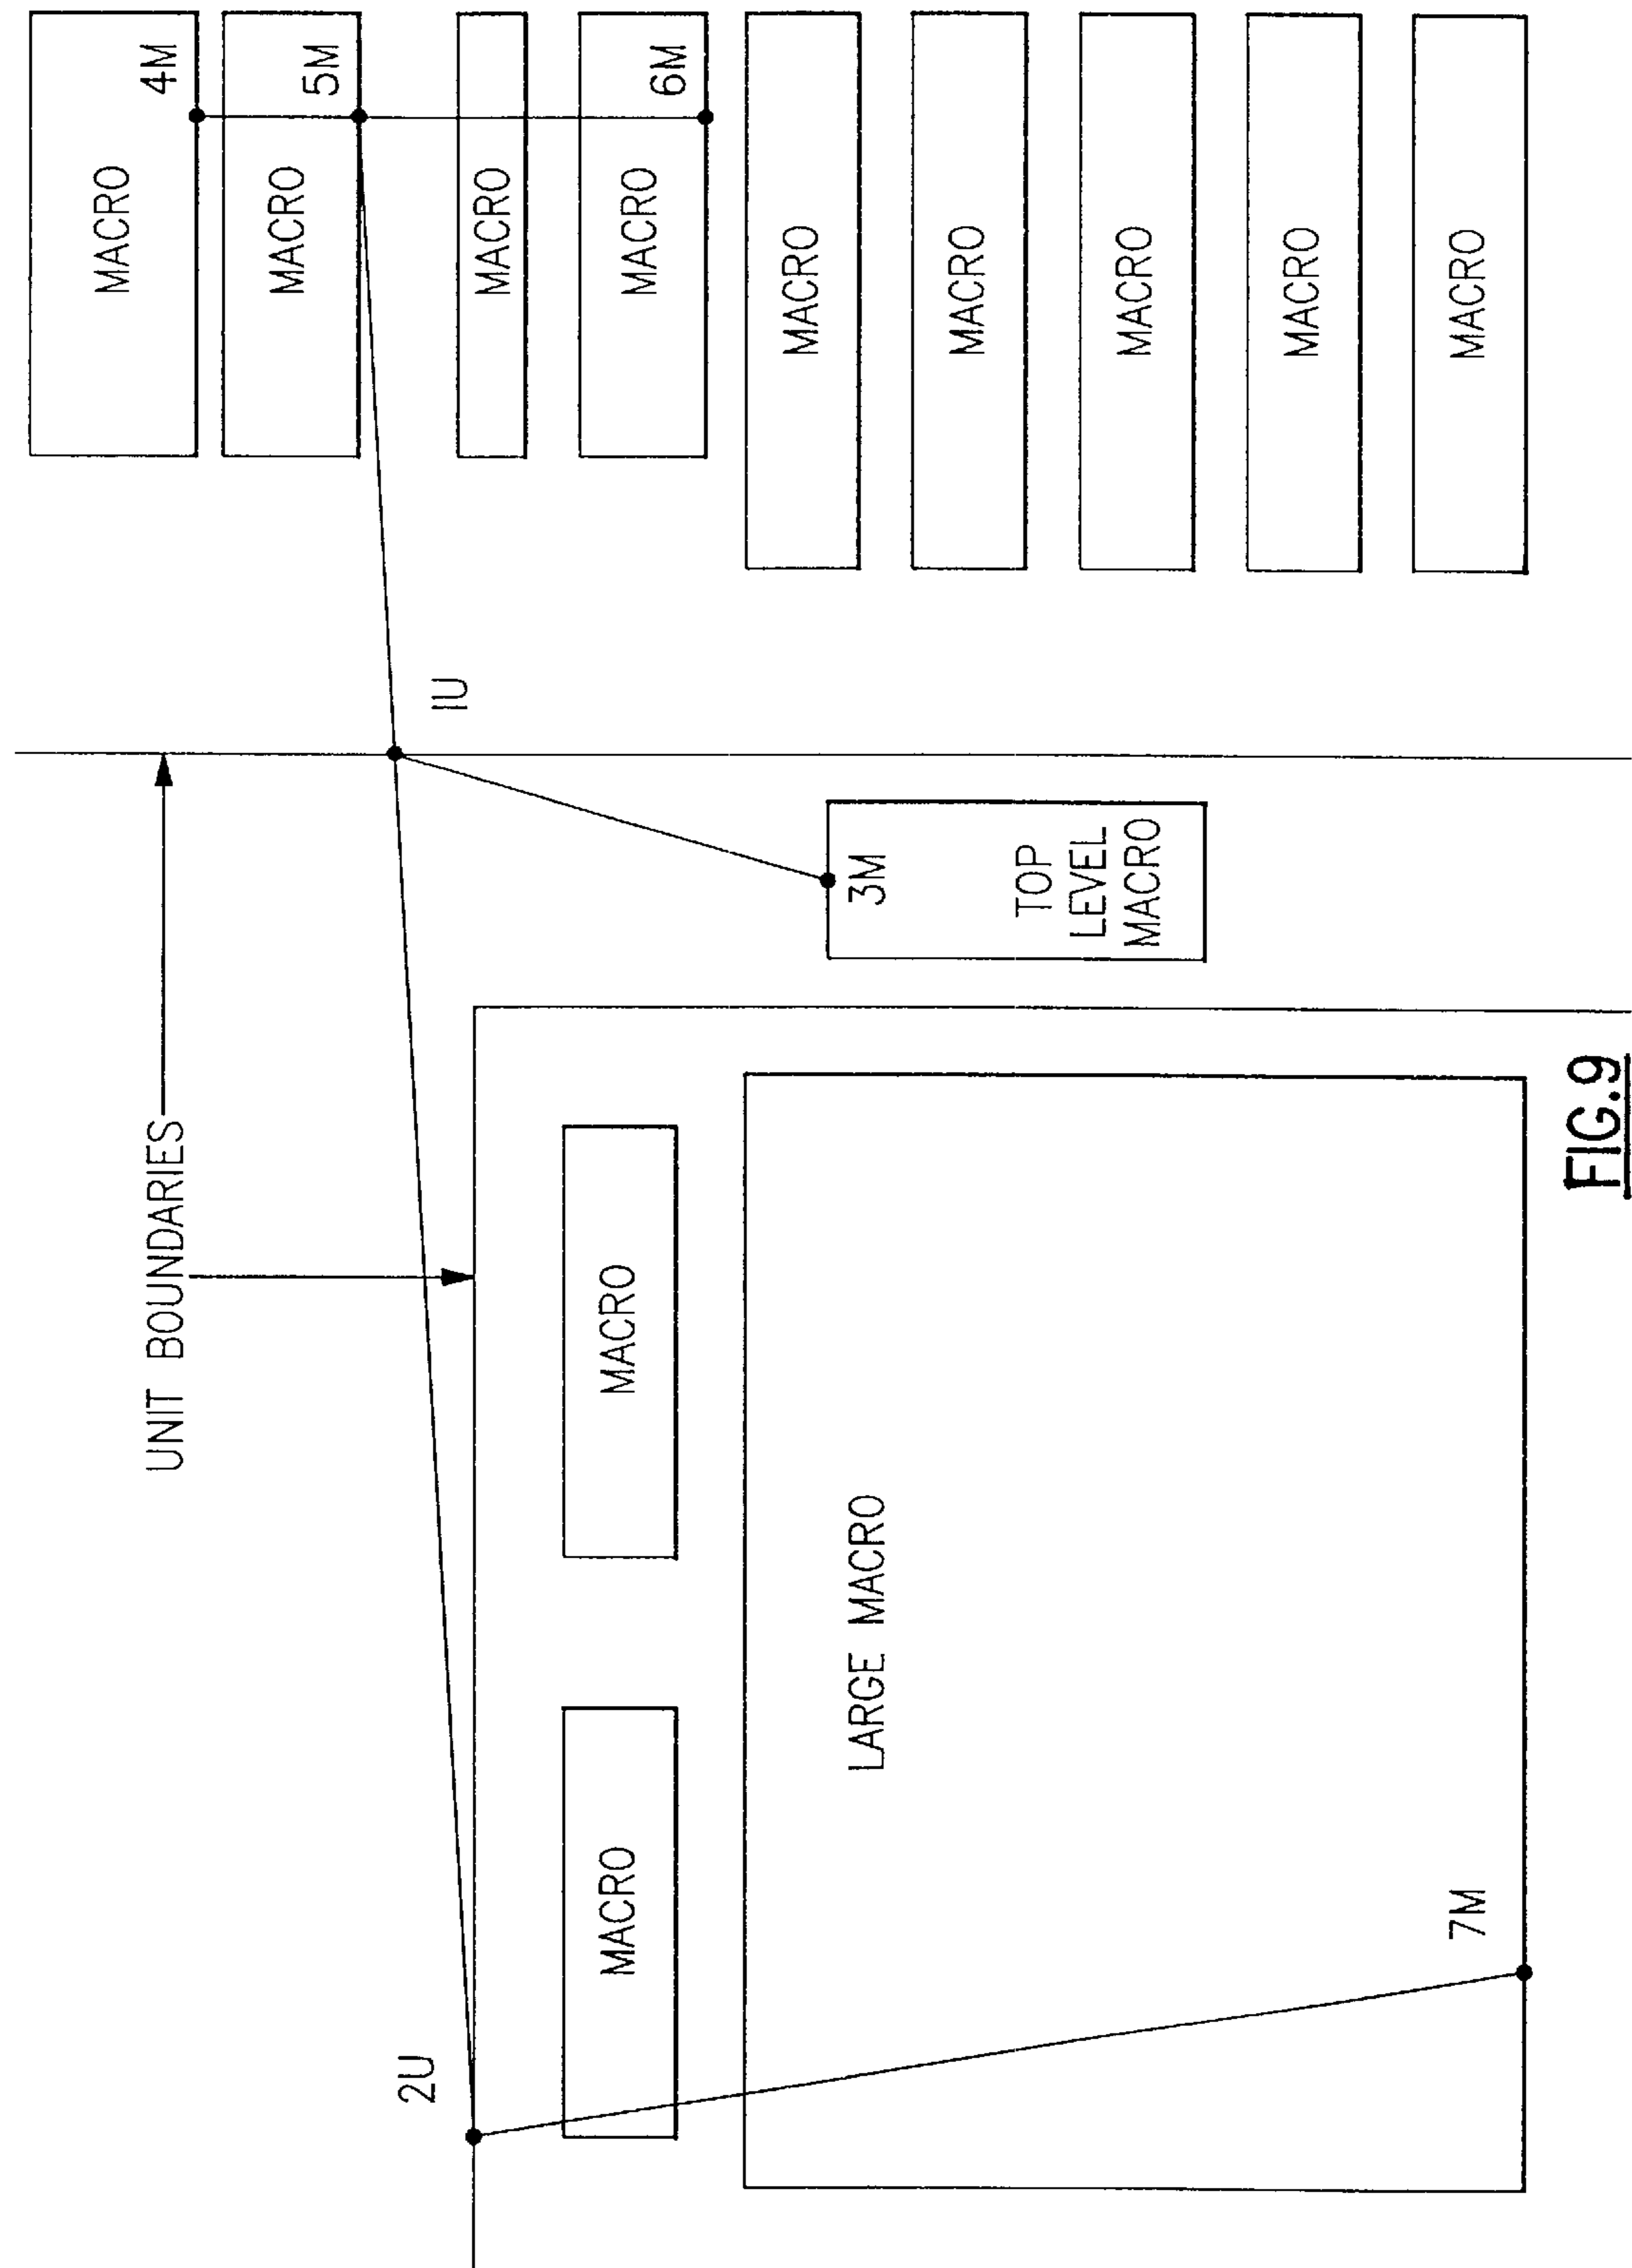 MACRO
4M
UNIT BOUNDARIES
MACRO
5M
2U
1U
MACRO
MACRO
MACRO
MACRO
6M
MACRO
LARGE MACRO
3M
MACRO
TOP
LEVEL
MACRO
MACRO
MACRO
7M
MACRO
FIG.9